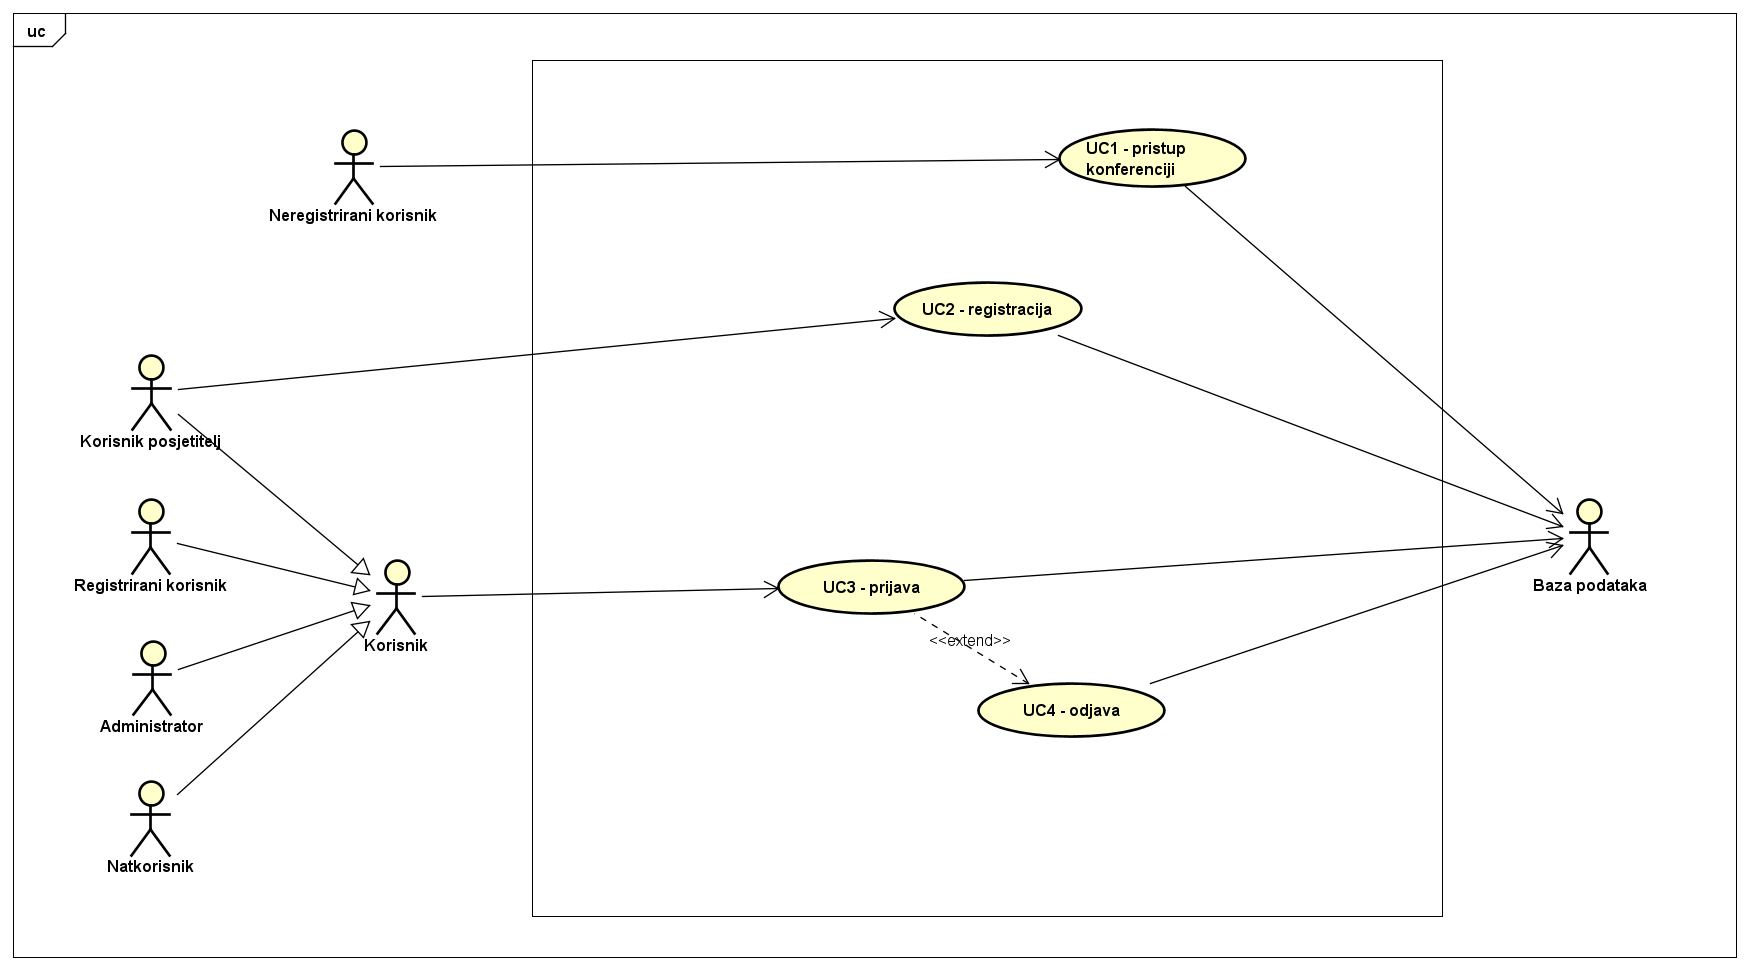 uc
UC1 - pristup
konferenciji
Neregistrirani korisnik
UC2 - registracija
Korisnik posjetitelj
Registrirani korisnik
UC3 - prijava
Baza podataka
Korisnik
<<extend>>
UC4 - odjava
Administrator
Natkorisnik